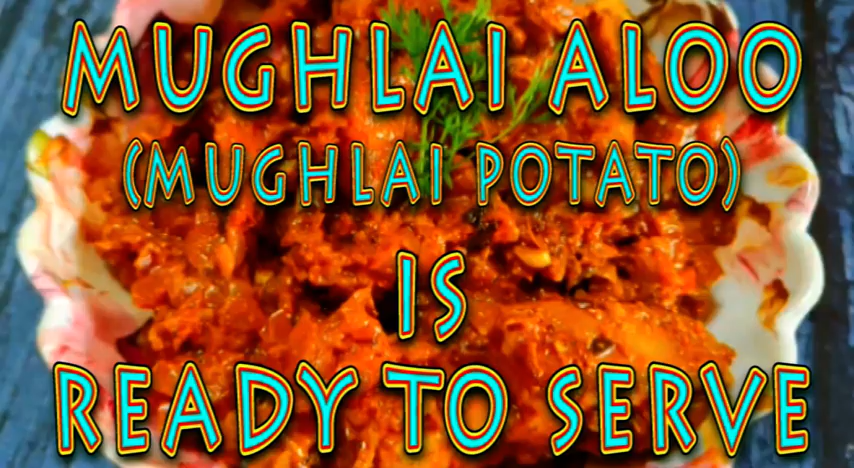 MUGHLAI ALOO
(MUGHLAI POTATO)
IS
READY TO SERVE